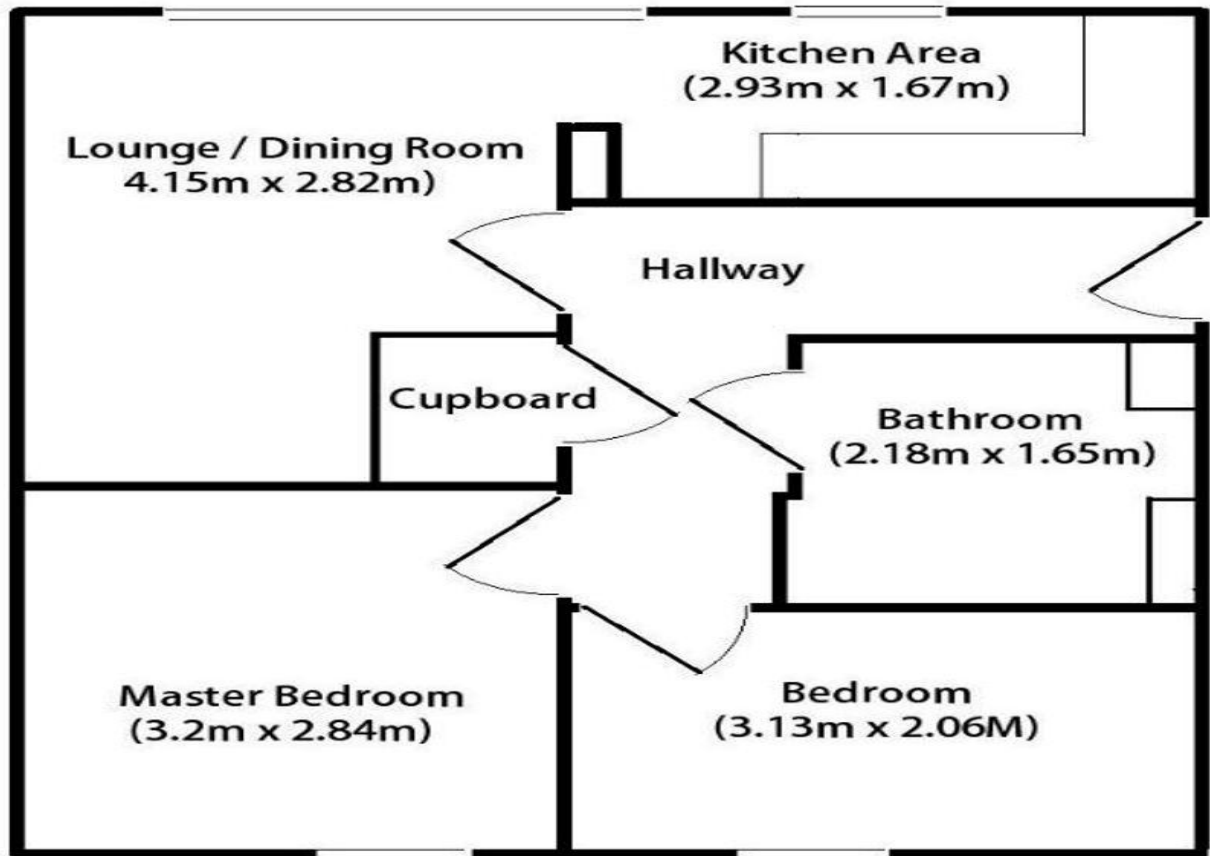 Kitchen Area
(2.93m x 1.67m)
Lounge / Dining Room
4.15m x 2.82m)
Hallway
Cupboard
Bathroom
(2.18m x 1.65m)
Master Bedroom
(3.2m x 2.84m)
Bedroom
(3.13m x 2.06M)